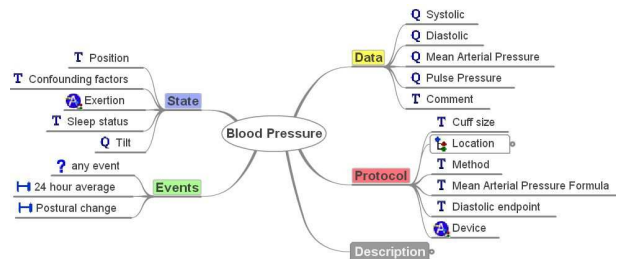 Blood Pressure
Data
Q Systolic
Q Diastolic
Q Mean Arterial Pressure
Q Pulse Pressure
T Comment
Protocol
T Cuff size
Location
T Method
T Mean Arterial Pressure Formula
T Diastolic endpoint
A Device
Description
State
T Position
T Confounding factors
A Exertion
T Sleep status
Q Tilt
Events
? any event
24 hour average
Postural change